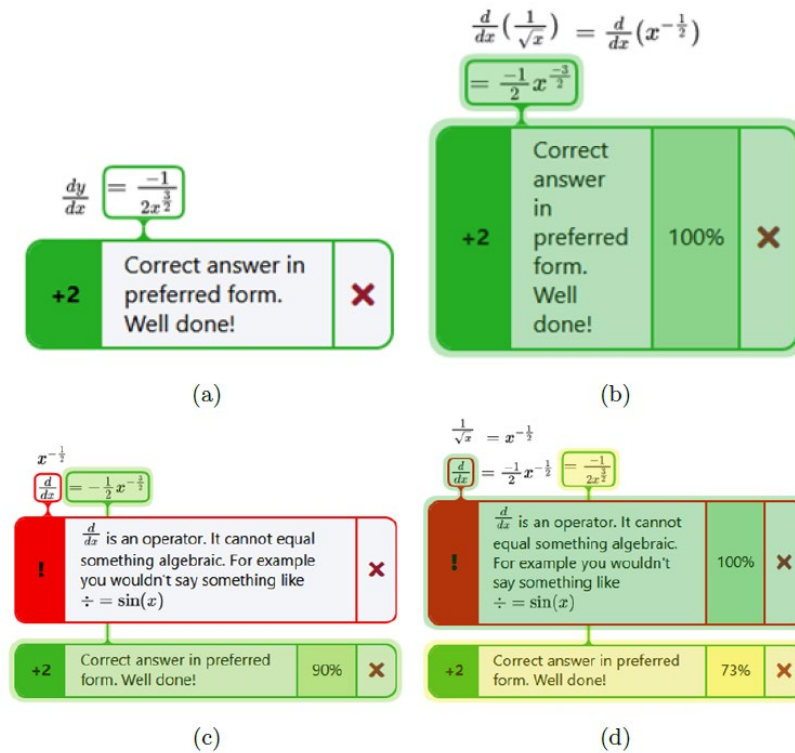 dy/dx = -1/2x^{3/2}
+2 Correct answer in
preferred form.
Well done! ✕
(a)
d/dx(1/√x) = d/dx(x^{-1/2})
= -1/2 x^{-3/2}
Correct
answer
in
+2 preferred 100% ✕
form.
Well
done!
(b)
x^{-1/2}
d/dx = -1/2 x^{-3/2}
d/dx is an operator. It cannot equal
something algebraic.
! For example ✕
you wouldn't say something like
÷ = sin(x)
+2 Correct answer in preferred 90% ✕
form. Well done!
(c)
1/√x = x^{-1/2}
d/dx = -1/2 x^{-1/2} = -1/2x^{3/2}
d/dx is an operator. It cannot
equal something algebraic.
! For example you wouldn't 100% ✕
say something like
÷ = sin(x)
+2 Correct answer in preferred 73% ✕
form. Well done!
(d)